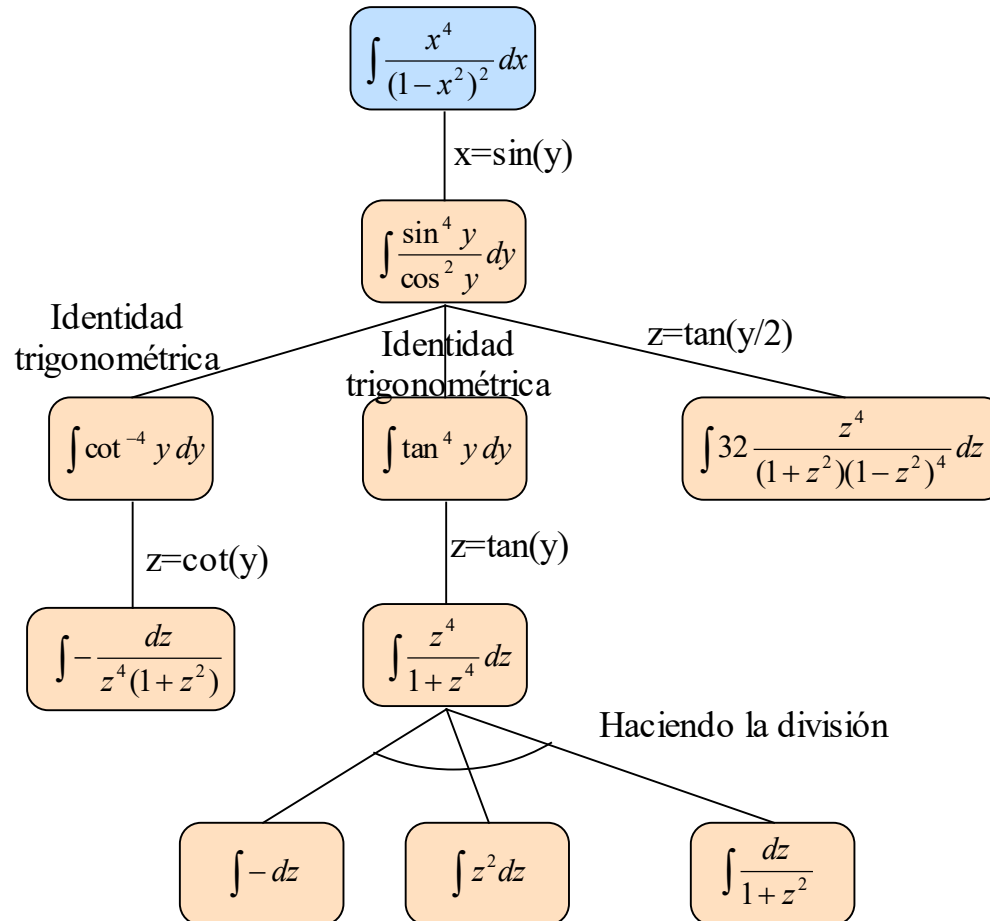 ∫ x⁴/(1−x²)² dx
x=sin(y)
∫ sin⁴ y/cos² y dy
Identidad
trigonométrica
Identidad
trigonométrica
z=tan(y/2)
∫ cot⁻⁴ y dy
∫ tan⁴ y dy
∫ 32 z⁴/((1+z²)(1−z²)⁴) dz
z=cot(y)
z=tan(y)
∫ − dz/(z⁴(1+z²))
∫ z⁴/(1+z⁴) dz
Haciendo la división
∫ − dz
∫ z² dz
∫ dz/(1+z²)